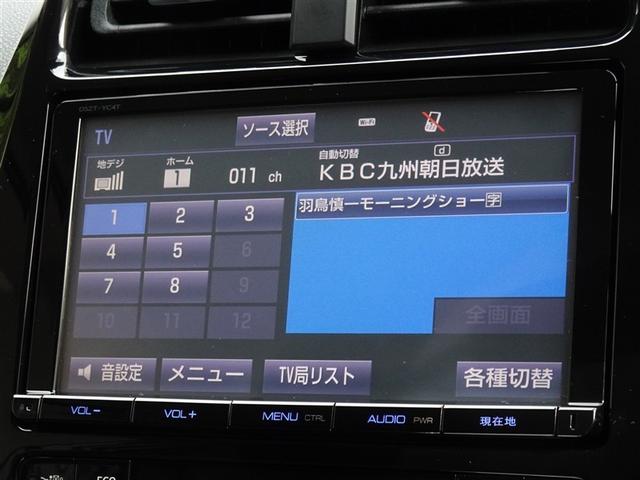 DSZT-YC4T
TV
ソース選択
Wi-Fi
地デジ
ホーム
1
011 ch
自動切替
d
KBC九州朝日放送
1 2 3
4 5 6
7 8 9
10 11 12
羽鳥慎一モーニングショー字
全画面
音設定
メニュー
TV局リスト
各種切替
VOL−
VOL+
MENU CTRL
AUDIO PWR
現在地